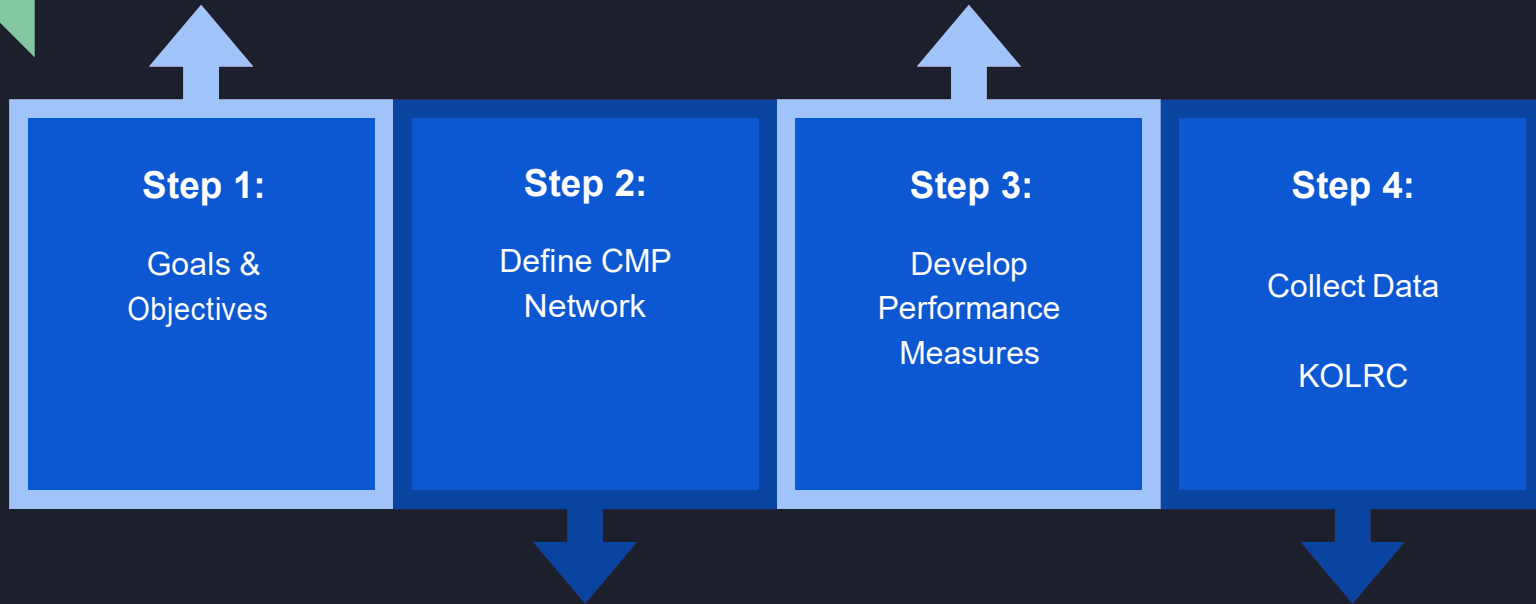 Step 1:
Goals &
Objectives
Step 2:
Define CMP
Network
Step 3:
Develop
Performance
Measures
Step 4:
Collect Data
KOLRC